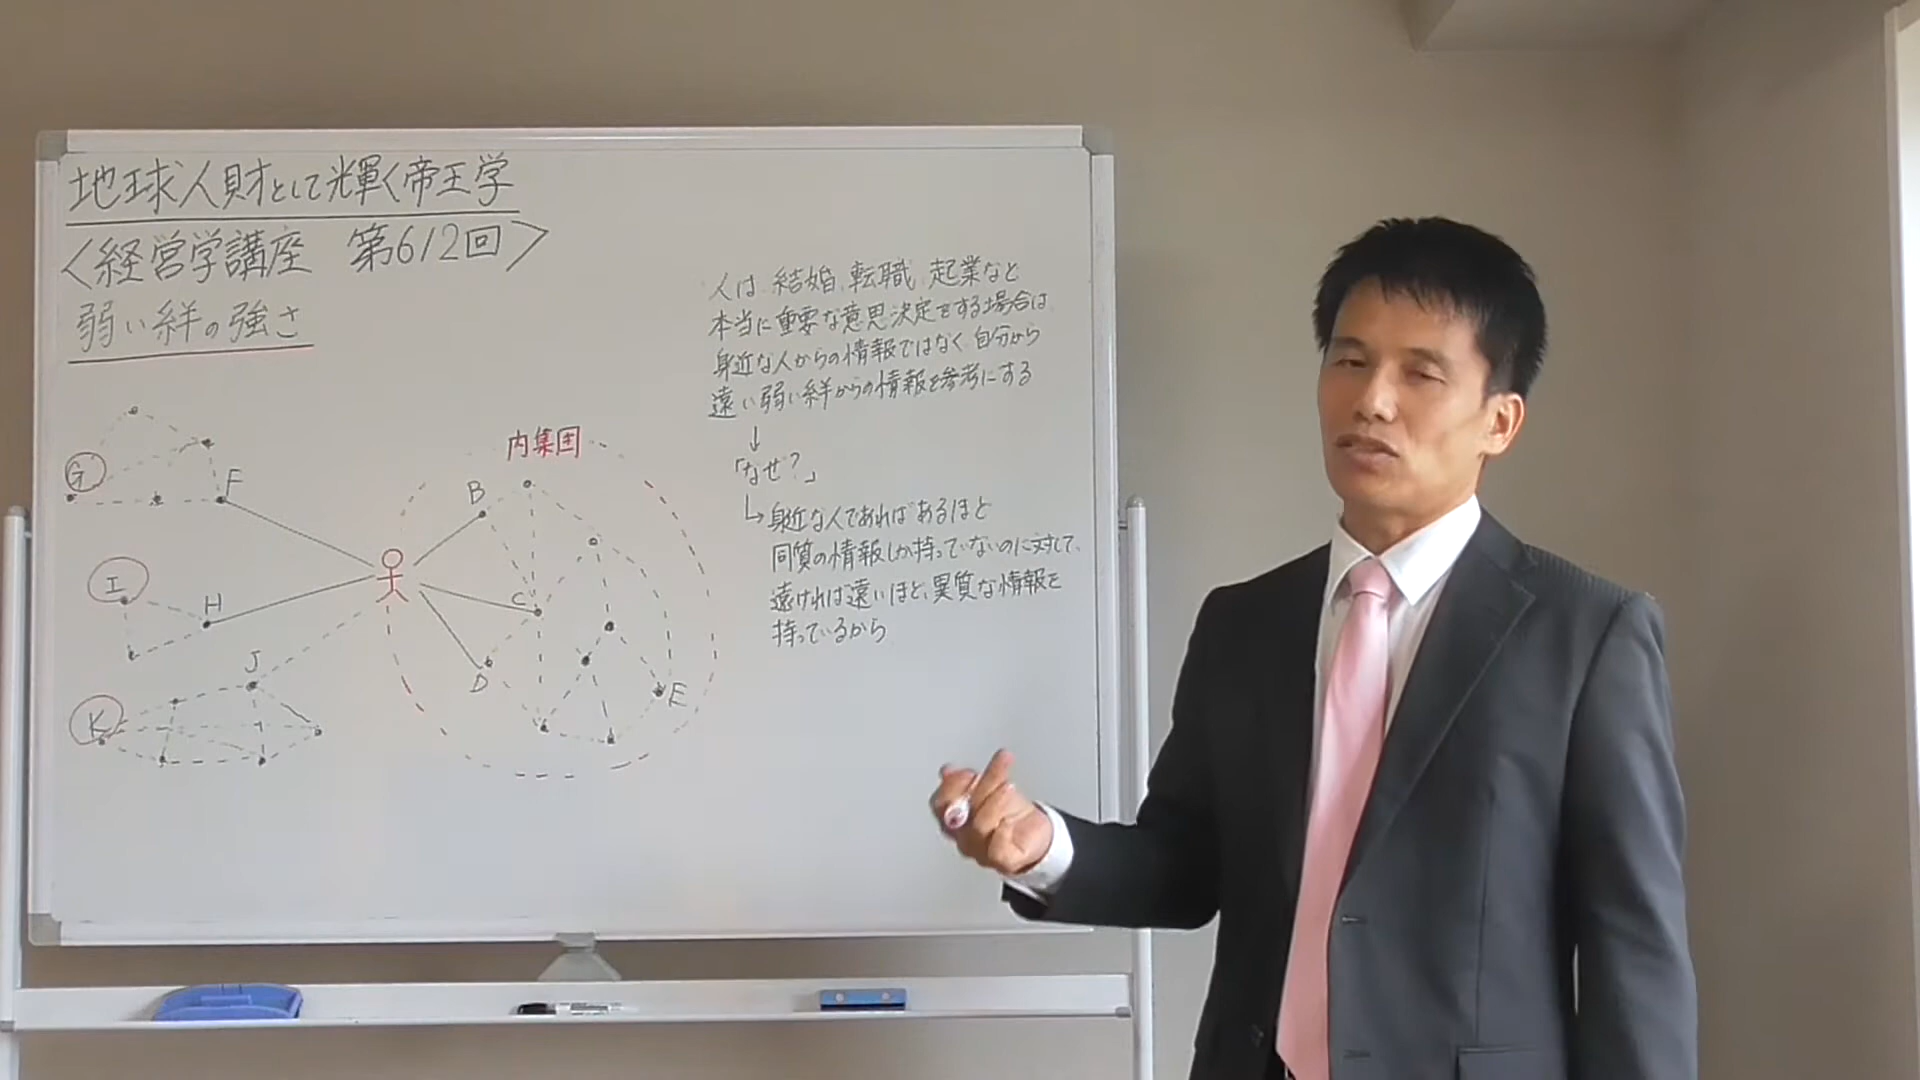 地球人財として輝く帝王学
<経営学講座 第612回>
弱い絆の強さ
人は、結婚、転職、起業など
本当に重要な意思決定をする場合は、
身近な人からの情報ではなく、自分から
遠い弱い絆からの情報を参考にする
↓
「なぜ?」
↳ 身近な人であればあるほど
同質の情報しか持っていないのに対して、
遠ければ遠いほど、異質な情報を
持っているから
内集団
B
C
D
E
F
G
H
I
J
K